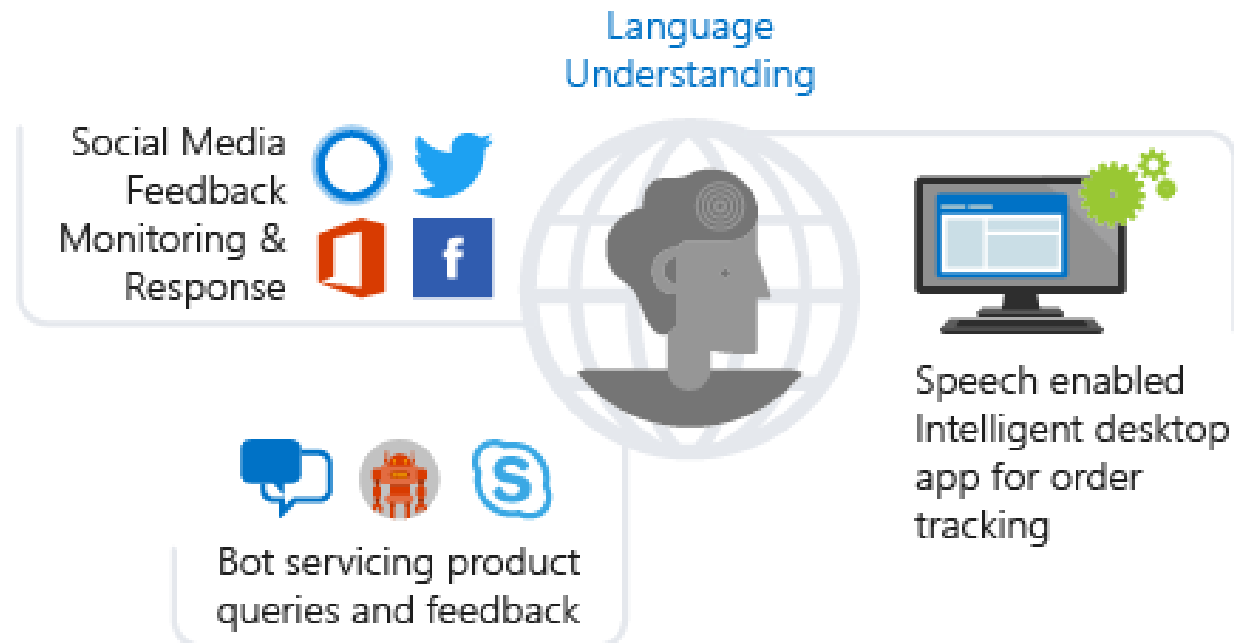 Language
Understanding
Social Media
Feedback
Monitoring &
Response
f
Speech enabled
Intelligent desktop
app for order
tracking
S
Bot servicing product
queries and feedback